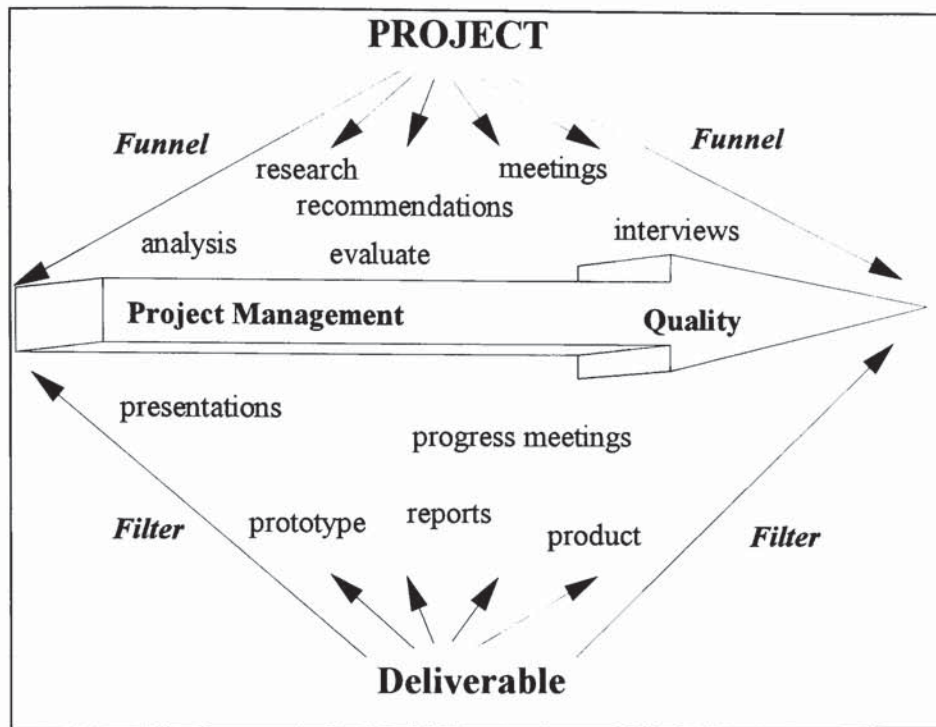 PROJECT
Funnel
Funnel
research
meetings
recommendations
analysis
evaluate
interviews
Project Management
Quality
presentations
progress meetings
Filter
prototype
reports
product
Filter
Deliverable